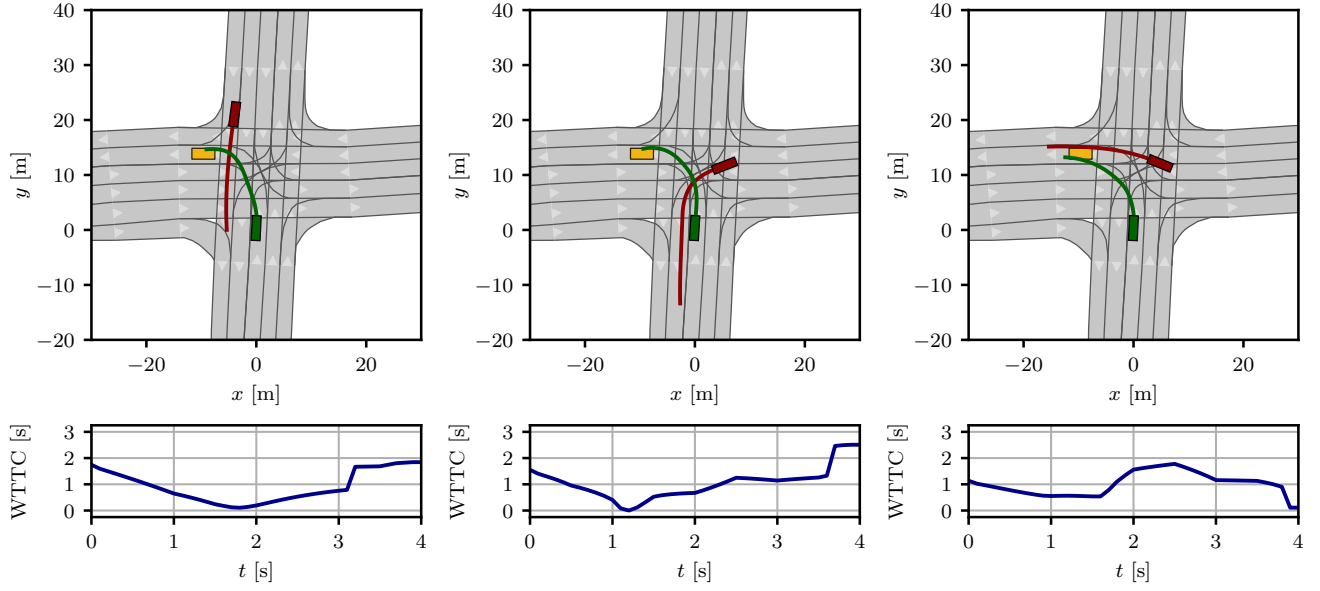 40 40 40
30 30 30
20 20 20
10 10 10
0 0 0
−10 −10 −10
−20 −20 −20
y [m] y [m] y [m]
−20 0 20 −20 0 20 −20 0 20
x [m] x [m] x [m]
3 3 3
2 2 2
1 1 1
0 0 0
WTTC [s] WTTC [s] WTTC [s]
0 1 2 3 4 0 1 2 3 4 0 1 2 3 4
t [s] t [s] t [s]